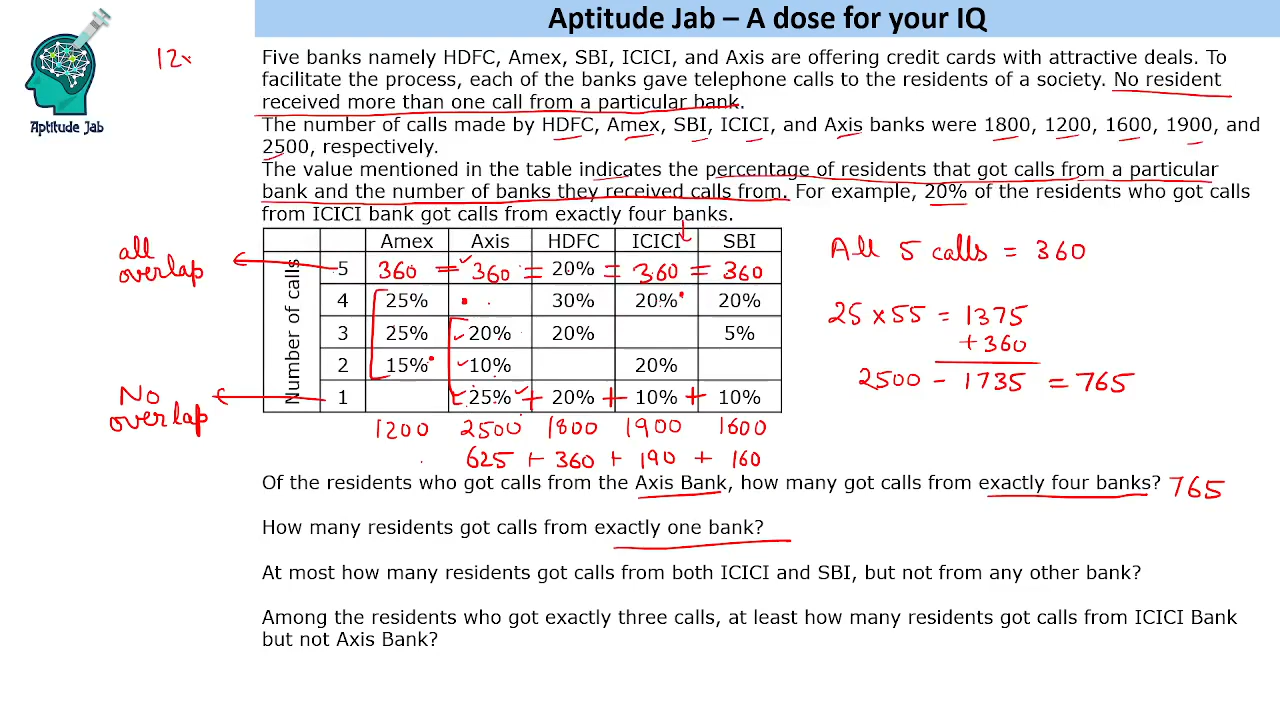 Aptitude Jab – A dose for your IQ
Aptitude Jab
12
Five banks namely HDFC, Amex, SBI, ICICI, and Axis are offering credit cards with attractive deals. To
facilitate the process, each of the banks gave telephone calls to the residents of a society. No resident
received more than one call from a particular bank.
The number of calls made by HDFC, Amex, SBI, ICICI, and Axis banks were 1800, 1200, 1600, 1900, and
2500, respectively.
The value mentioned in the table indicates the percentage of residents that got calls from a particular
bank and the number of banks they received calls from. For example, 20% of the residents who got calls
from ICICI bank got calls from exactly four banks.
Number of calls
Amex Axis HDFC ICICI SBI
5 360 = 360 = 20% = 360 = 360
4 25% 30% 20% 20%
3 25% 20% 20% 5%
2 15% 10% 20%
1 25% + 20% + 10% + 10%
1200 2500 1800 1900 1600
625 + 360 + 190 + 160
all
overlap
No
overlap
All 5 calls = 360
25 × 55 = 1375
+360
2500 - 1735 = 765
Of the residents who got calls from the Axis Bank, how many got calls from exactly four banks? 765
How many residents got calls from exactly one bank?
At most how many residents got calls from both ICICI and SBI, but not from any other bank?
Among the residents who got exactly three calls, at least how many residents got calls from ICICI Bank
but not Axis Bank?